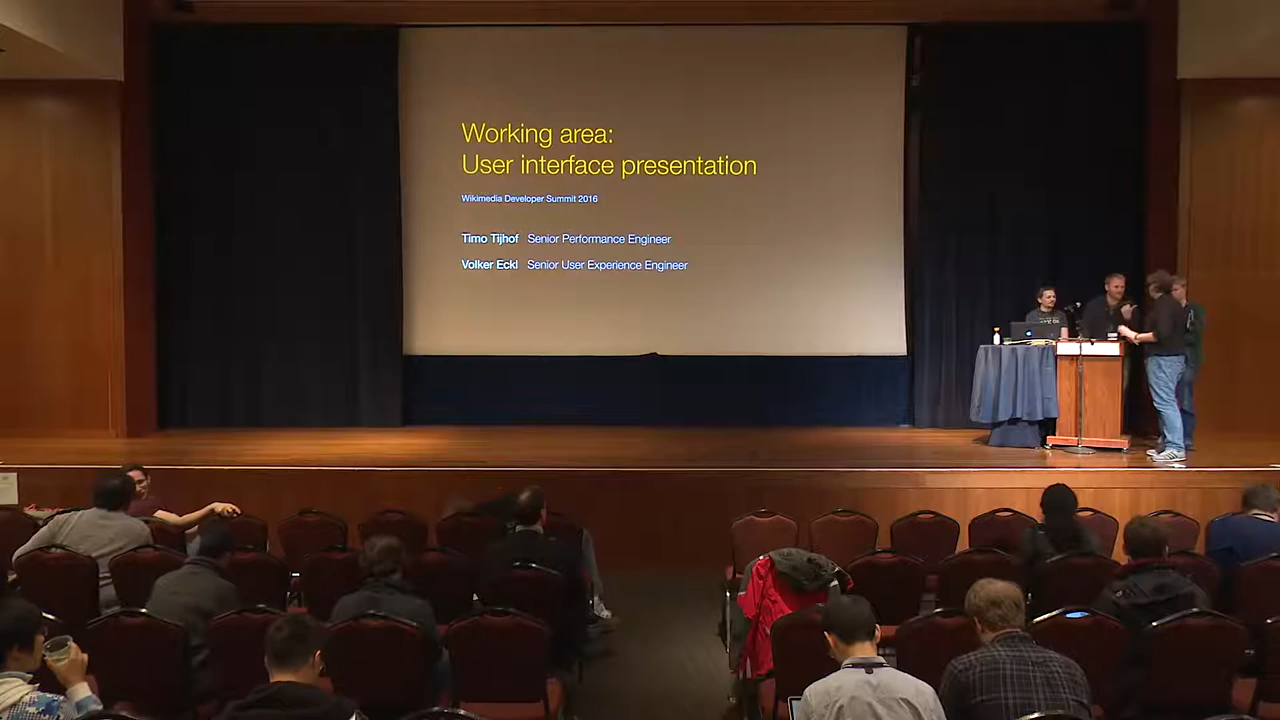 Working area:
User interface presentation
Wikimedia Developer Summit 2016
Timo Tijhof Senior Performance Engineer
Volker Eckl Senior User Experience Engineer